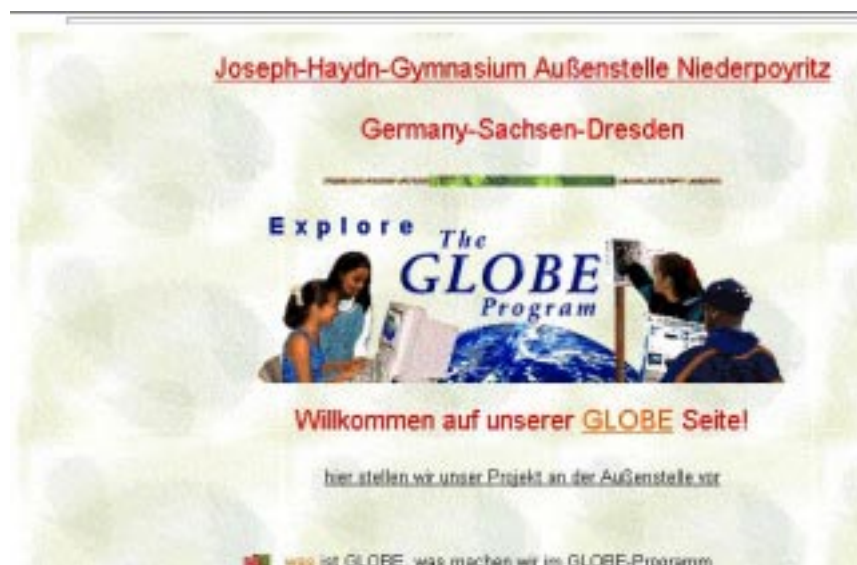 Joseph-Haydn-Gymnasium Außenstelle Niederpoyritz
Germany-Sachsen-Dresden
Explore
The
GLOBE
Program
Willkommen auf unserer GLOBE Seite!
hier stellen wir unser Projekt an der Außenstelle vor
was ist GLOBE, was machen wir im GLOBE-Programm